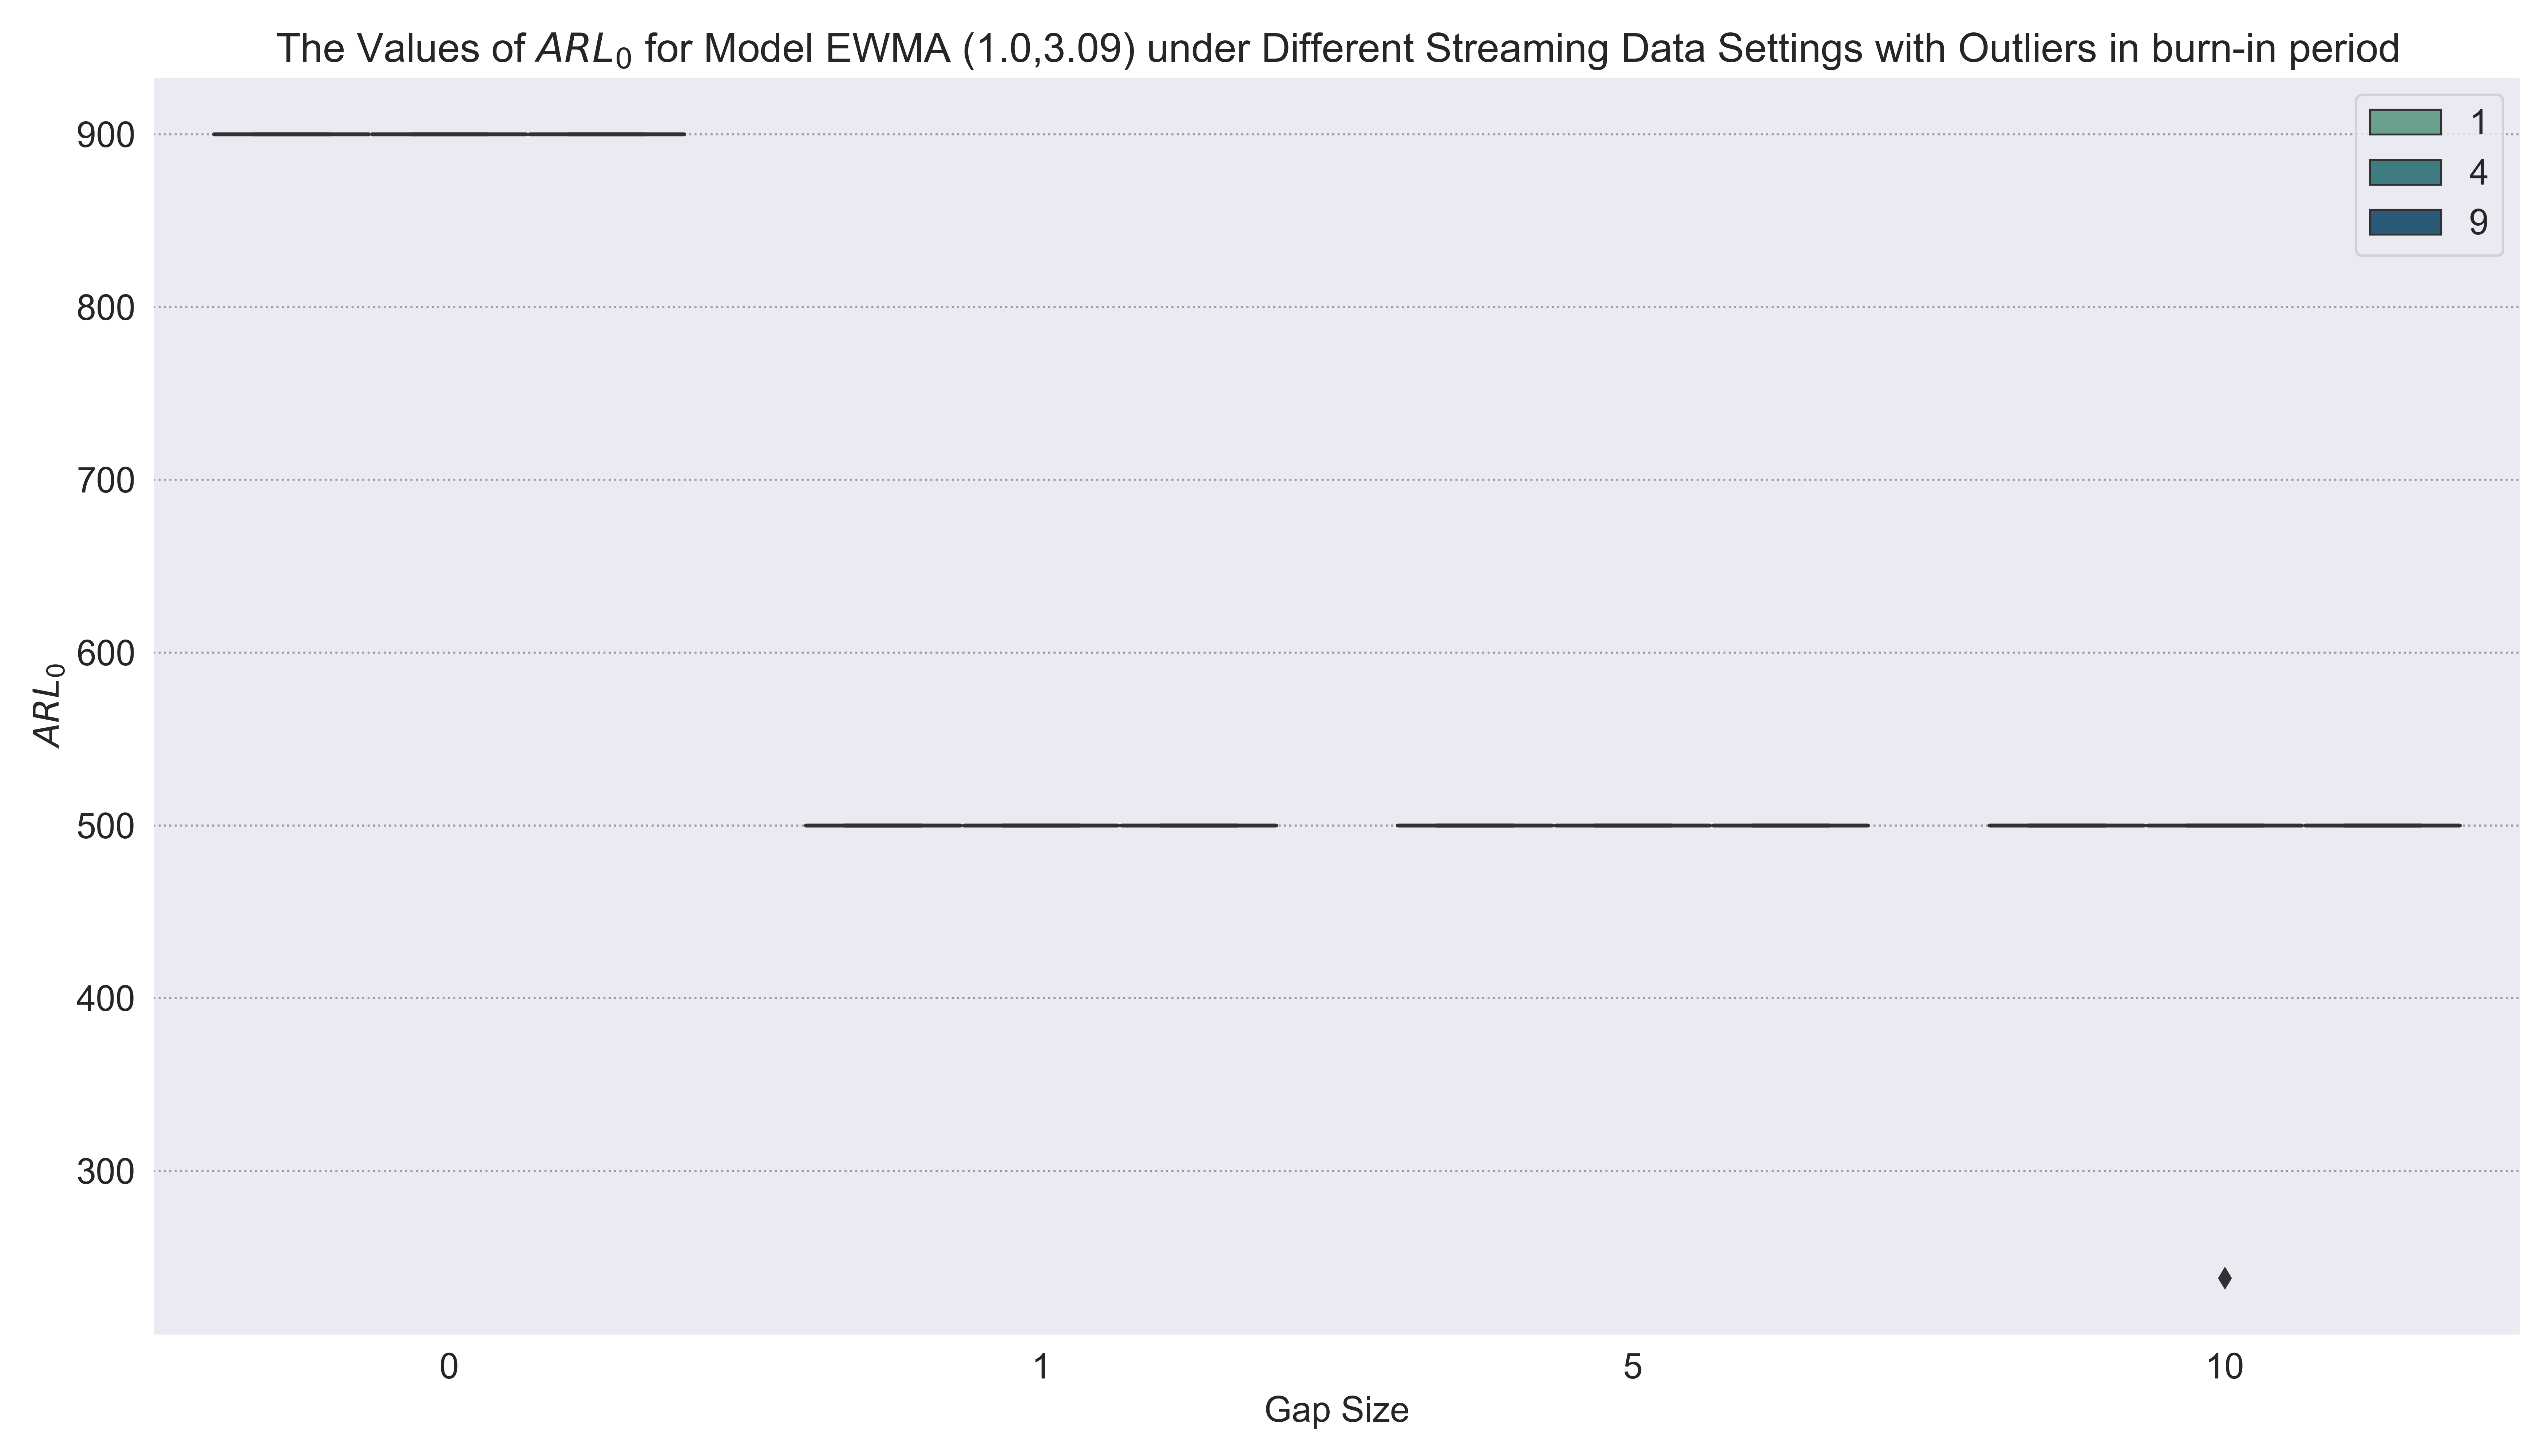 The Values of ARL₀ for Model EWMA (1.0,3.09) under Different Streaming Data Settings with Outliers in burn-in period
1
4
9
900
800
700
600
500
400
300
ARL₀
0 1 5 10
Gap Size